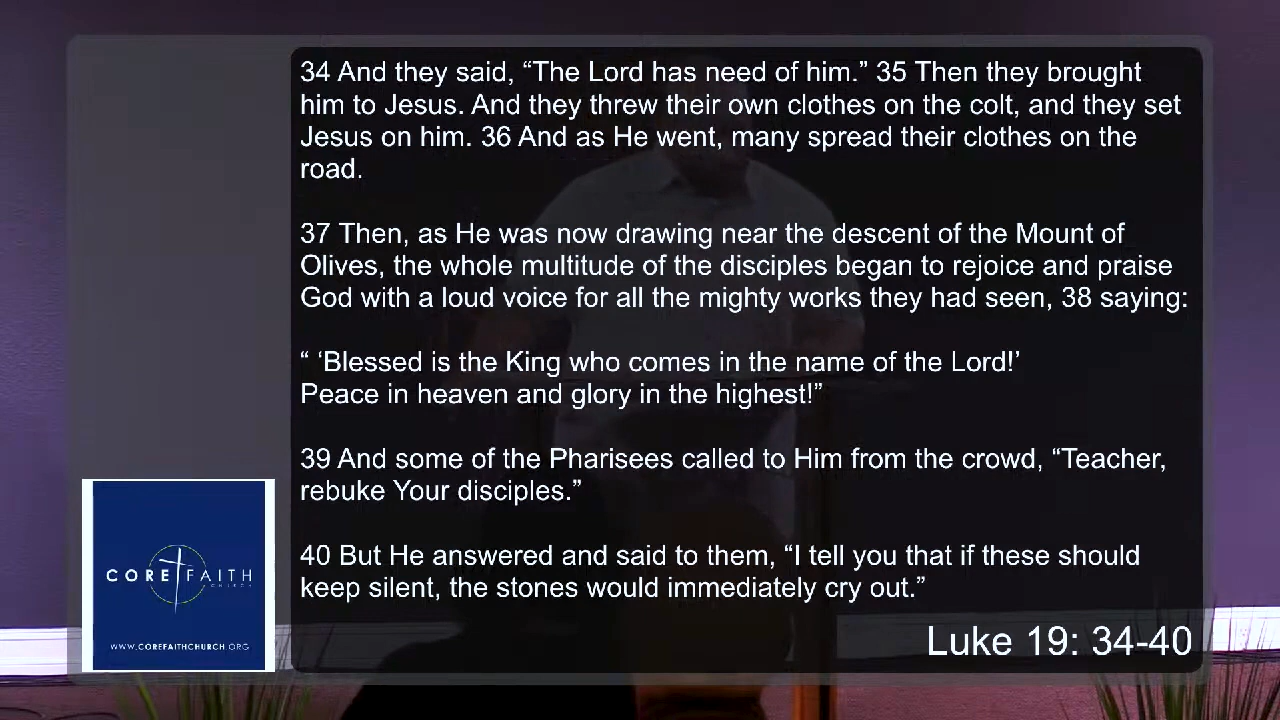 34 And they said, “The Lord has need of him.” 35 Then they brought
him to Jesus. And they threw their own clothes on the colt, and they set
Jesus on him. 36 And as He went, many spread their clothes on the
road.
37 Then, as He was now drawing near the descent of the Mount of
Olives, the whole multitude of the disciples began to rejoice and praise
God with a loud voice for all the mighty works they had seen, 38 saying:
“ ‘Blessed is the King who comes in the name of the Lord!’
Peace in heaven and glory in the highest!”
39 And some of the Pharisees called to Him from the crowd, “Teacher,
rebuke Your disciples.”
40 But He answered and said to them, “I tell you that if these should
keep silent, the stones would immediately cry out.”
Luke 19: 34-40
CORE FAITH
CHURCH
WWW.COREFAITHCHURCH.ORG